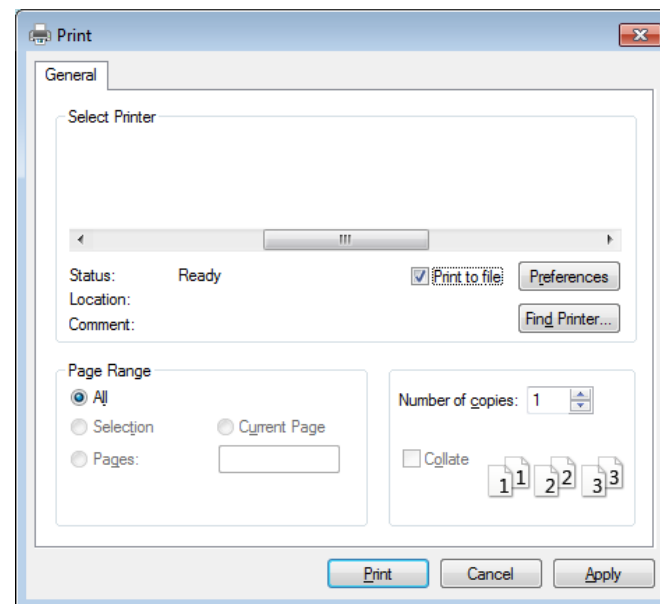 Print
General
Select Printer
Status: Ready
Print to file
Preferences
Location:
Comment:
Find Printer...
Page Range
All
Selection
Current Page
Pages:
Number of copies: 1
Collate
1 1 2 2 3 3
Print Cancel Apply